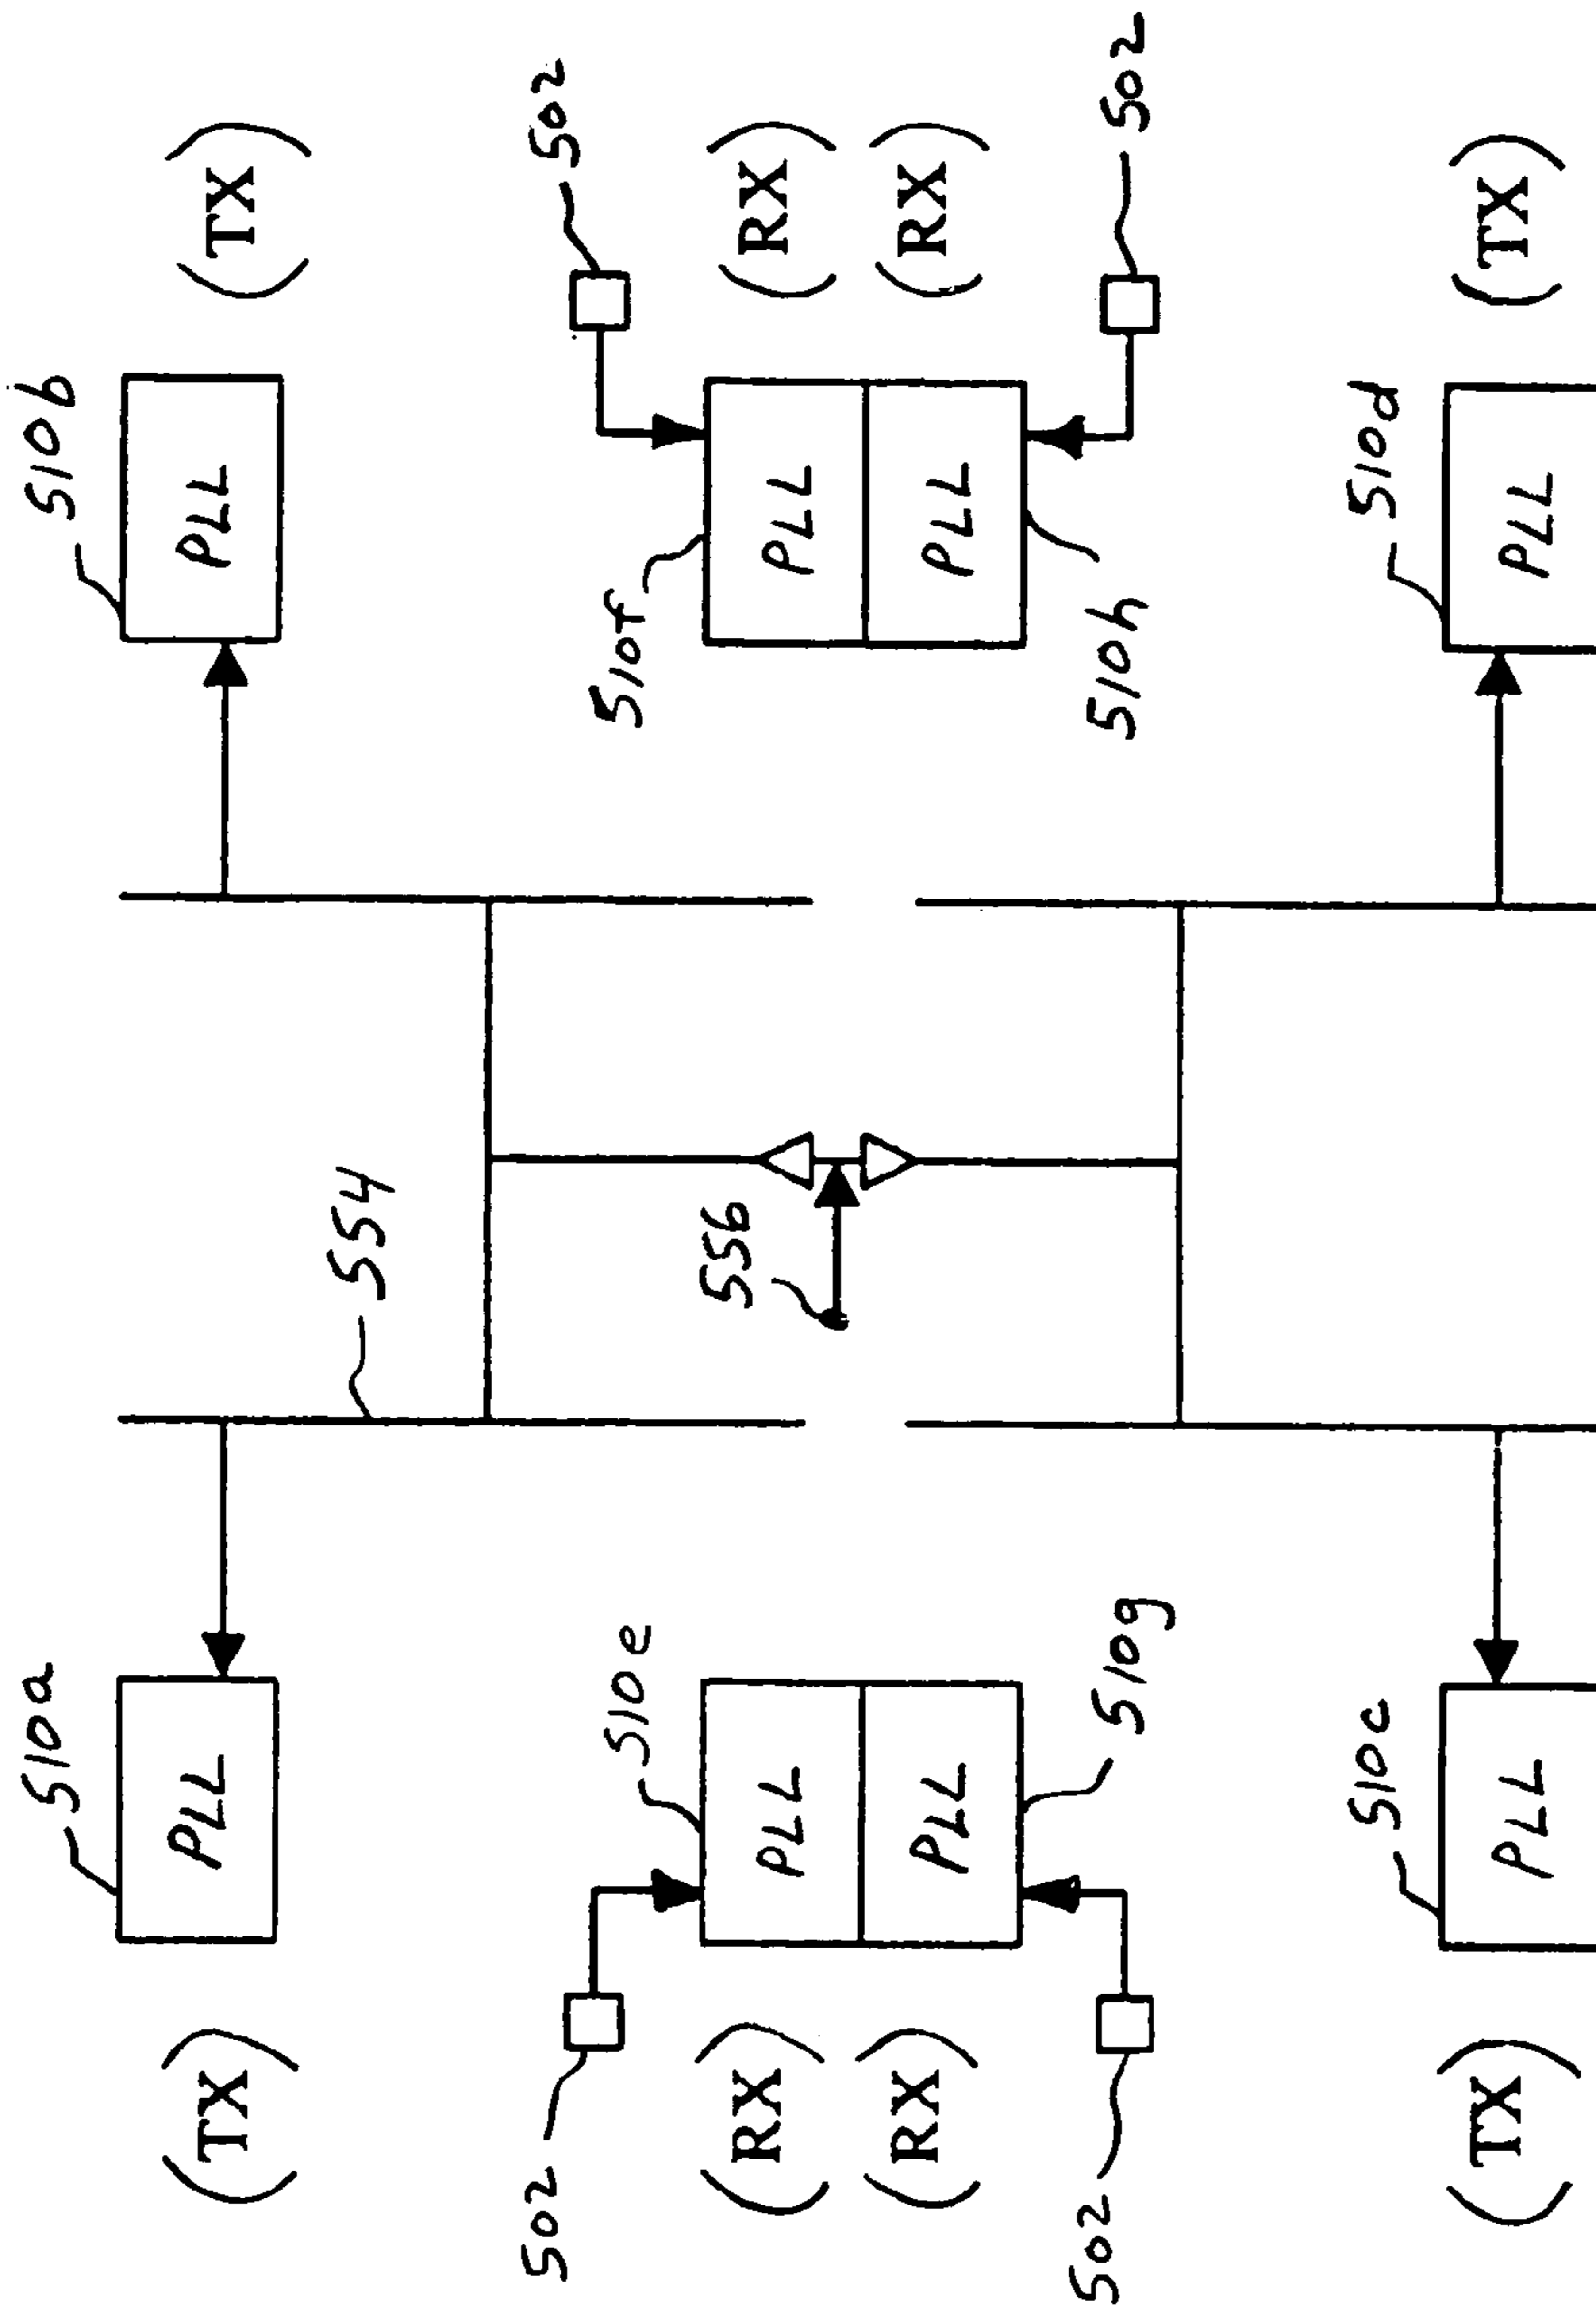 510a
510b
(TX)
PLL
PLL
(TX)
554
502
502
510e
510f
556
(RX)
PLL
PLL
(RX)
(RX)
PLL
PLL
(RX)
502
510g
510h
502
510c
510d
(TX)
PLL
PLL
(TX)